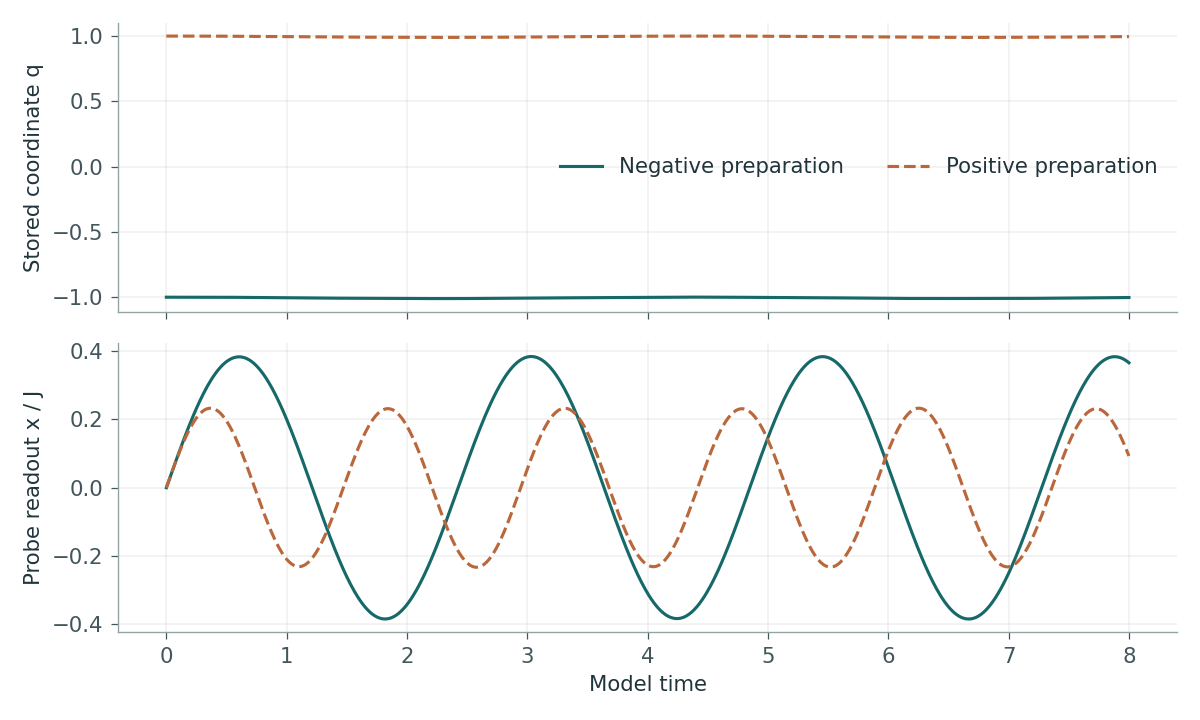 1.0
0.5
0.0
−0.5
−1.0
Stored coordinate q
Negative preparation
Positive preparation
0.4
0.2
0.0
−0.2
−0.4
Probe readout x / J
0 1 2 3 4 5 6 7 8
Model time